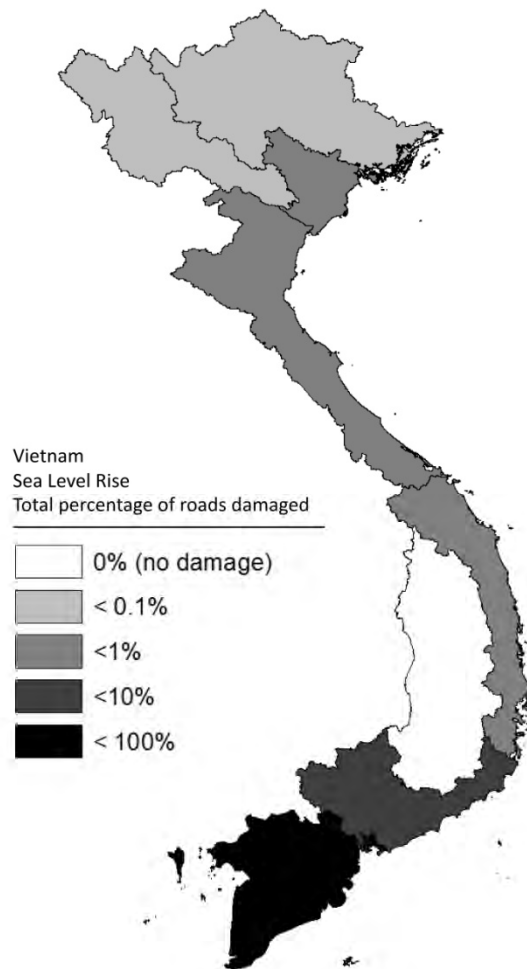 Vietnam
Sea Level Rise
Total percentage of roads damaged
0% (no damage)
< 0.1%
<1%
<10%
< 100%